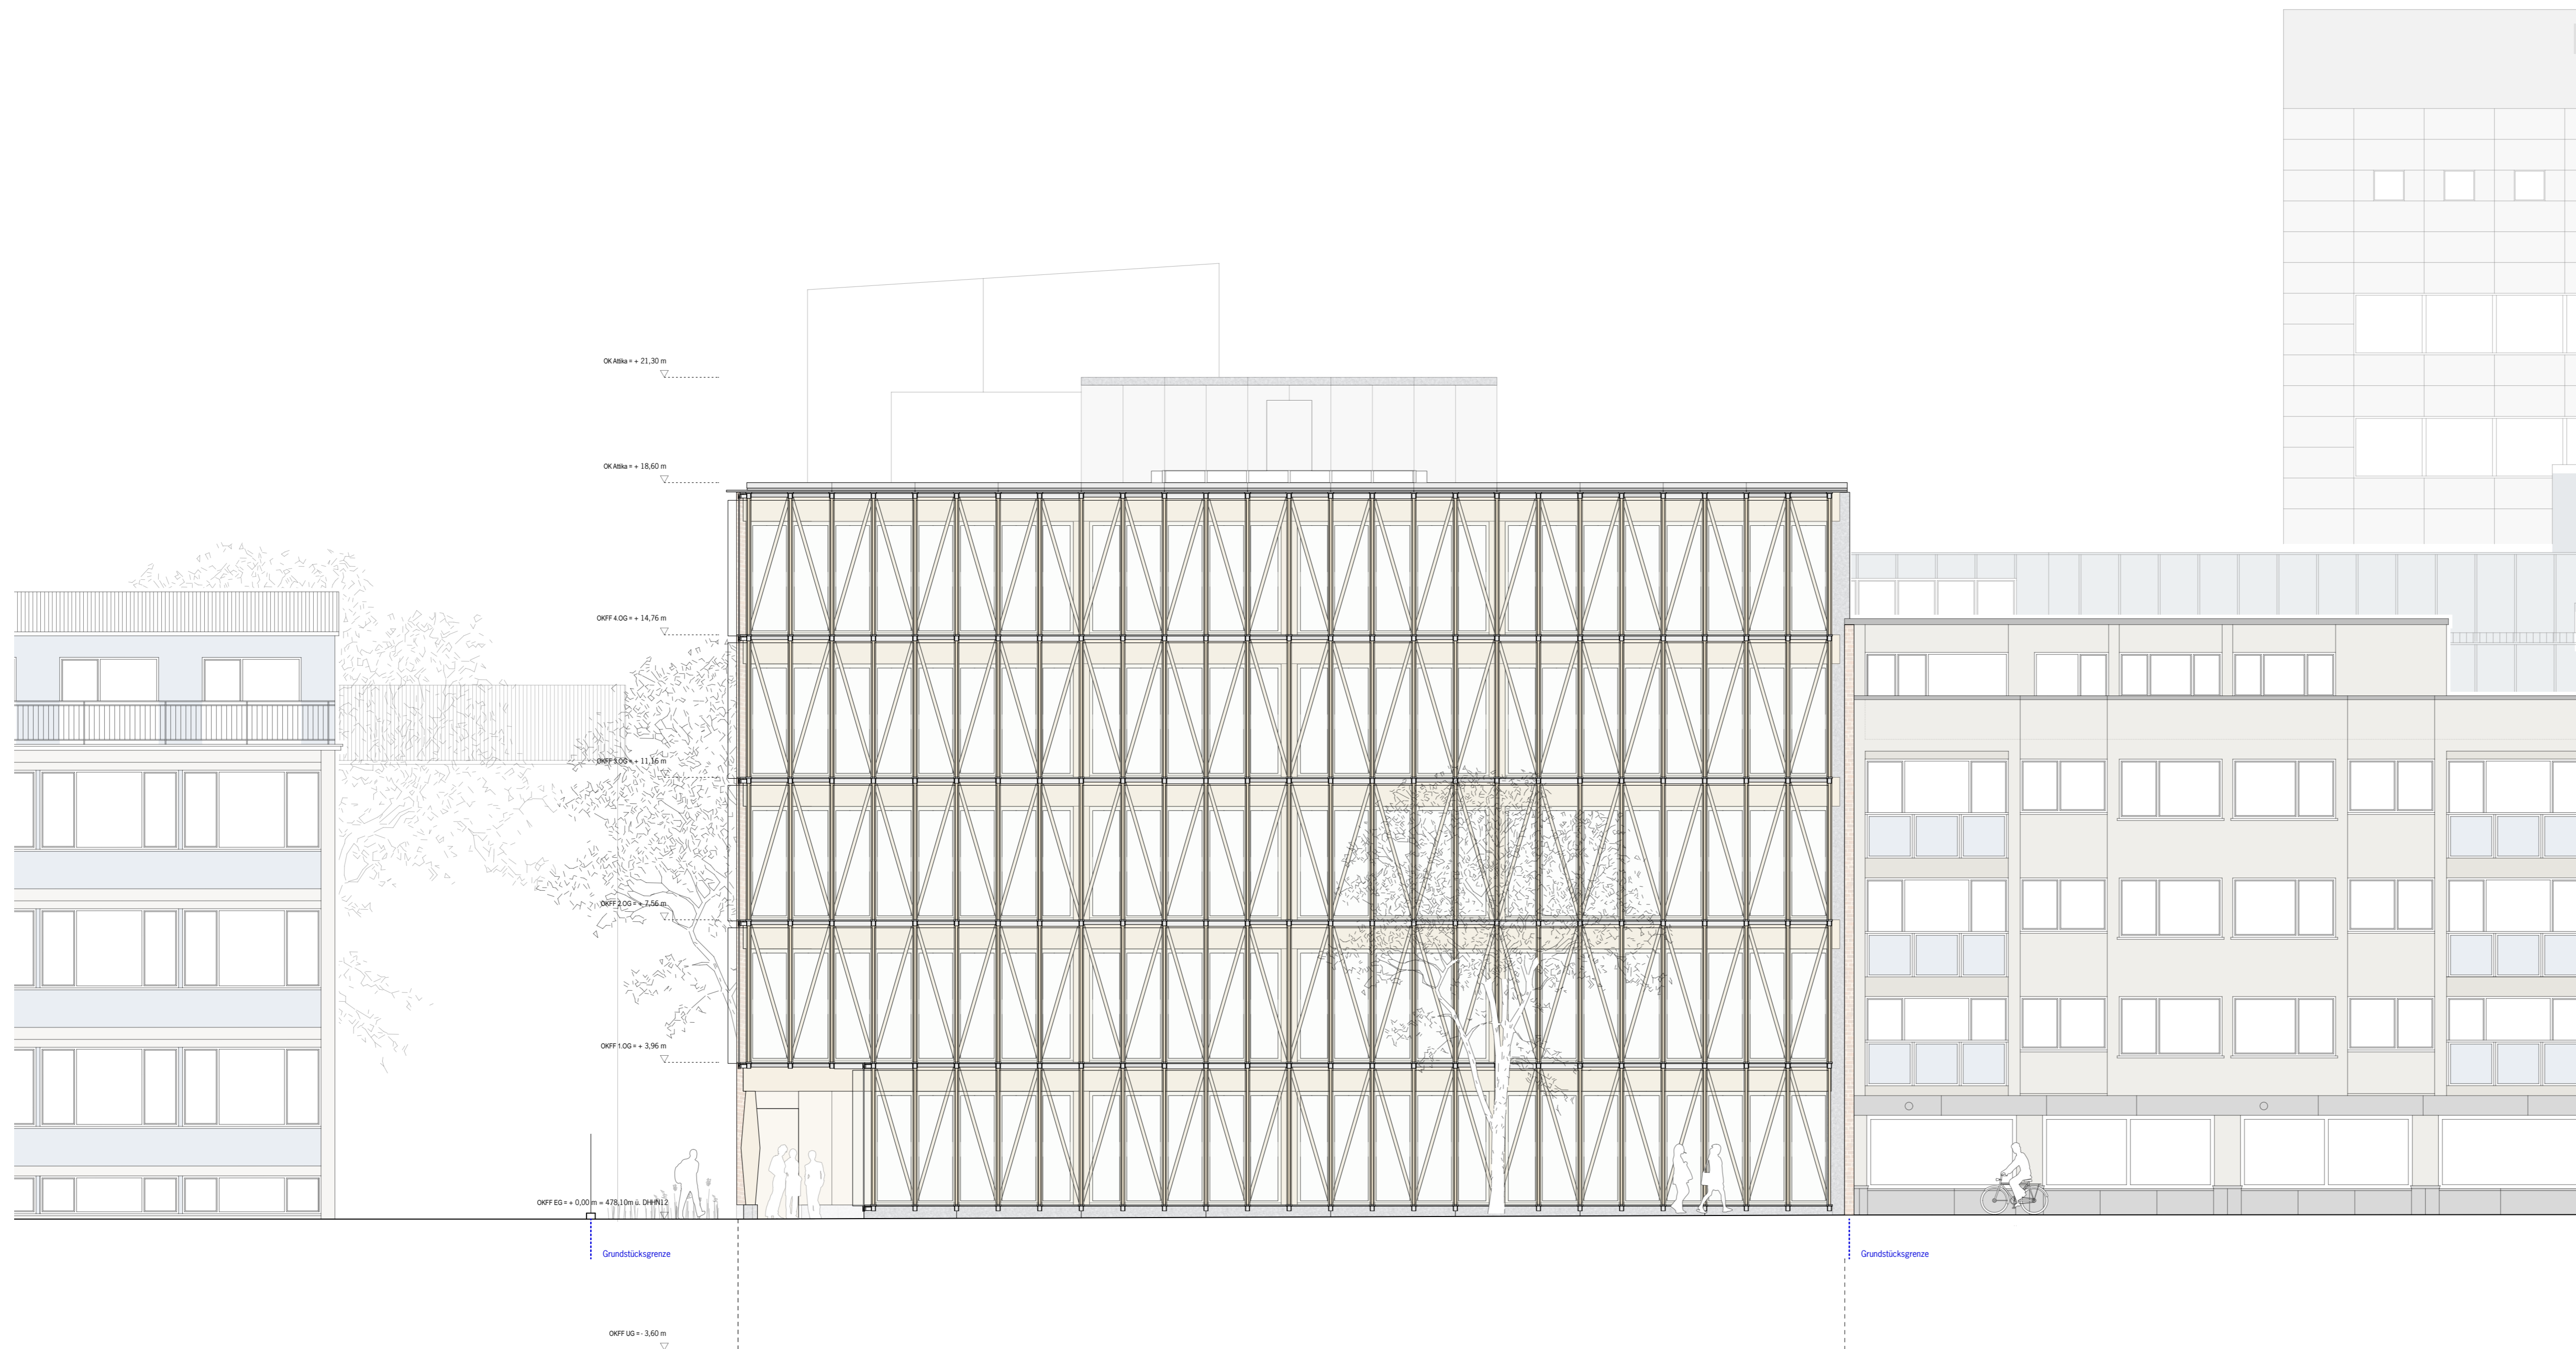 OK Attika = + 21,30 m
OK Attika = + 18,60 m
OKFF 4.OG = + 14,76 m
OKFF 3.OG = + 11,16 m
OKFF 2.OG = + 7,56 m
OKFF 1.OG = + 3,96 m
OKFF EG = + 0,00 m = 478,10m ü. DHHN12
Grundstücksgrenze
Grundstücksgrenze
OKFF UG = - 3,60 m